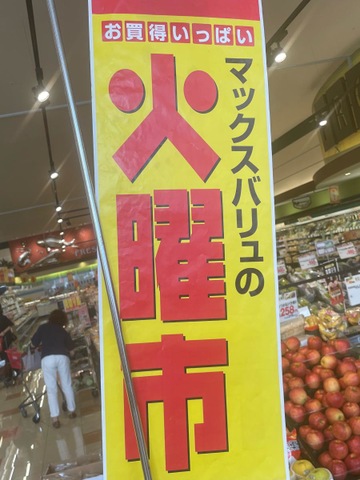 お買得いっぱい
マックスバリュの
火曜市